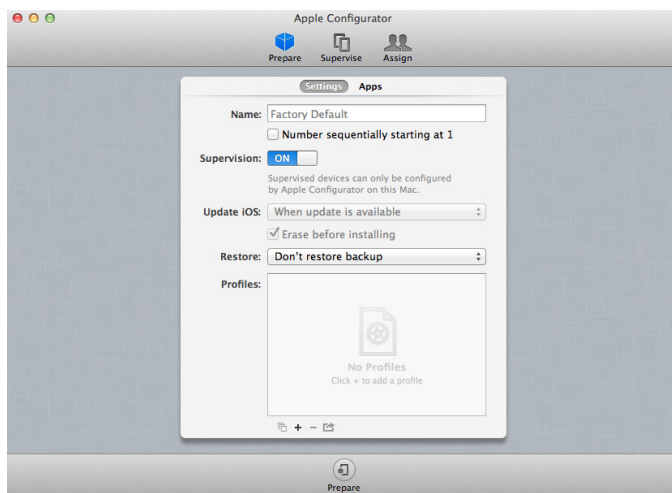 Apple Configurator
Prepare Supervise Assign
Settings Apps
Name: Factory Default
Number sequentially starting at 1
Supervision: ON
Supervised devices can only be configured
by Apple Configurator on this Mac.
Update iOS: When update is available
Erase before installing
Restore: Don't restore backup
Profiles:
No Profiles
Click + to add a profile
Prepare